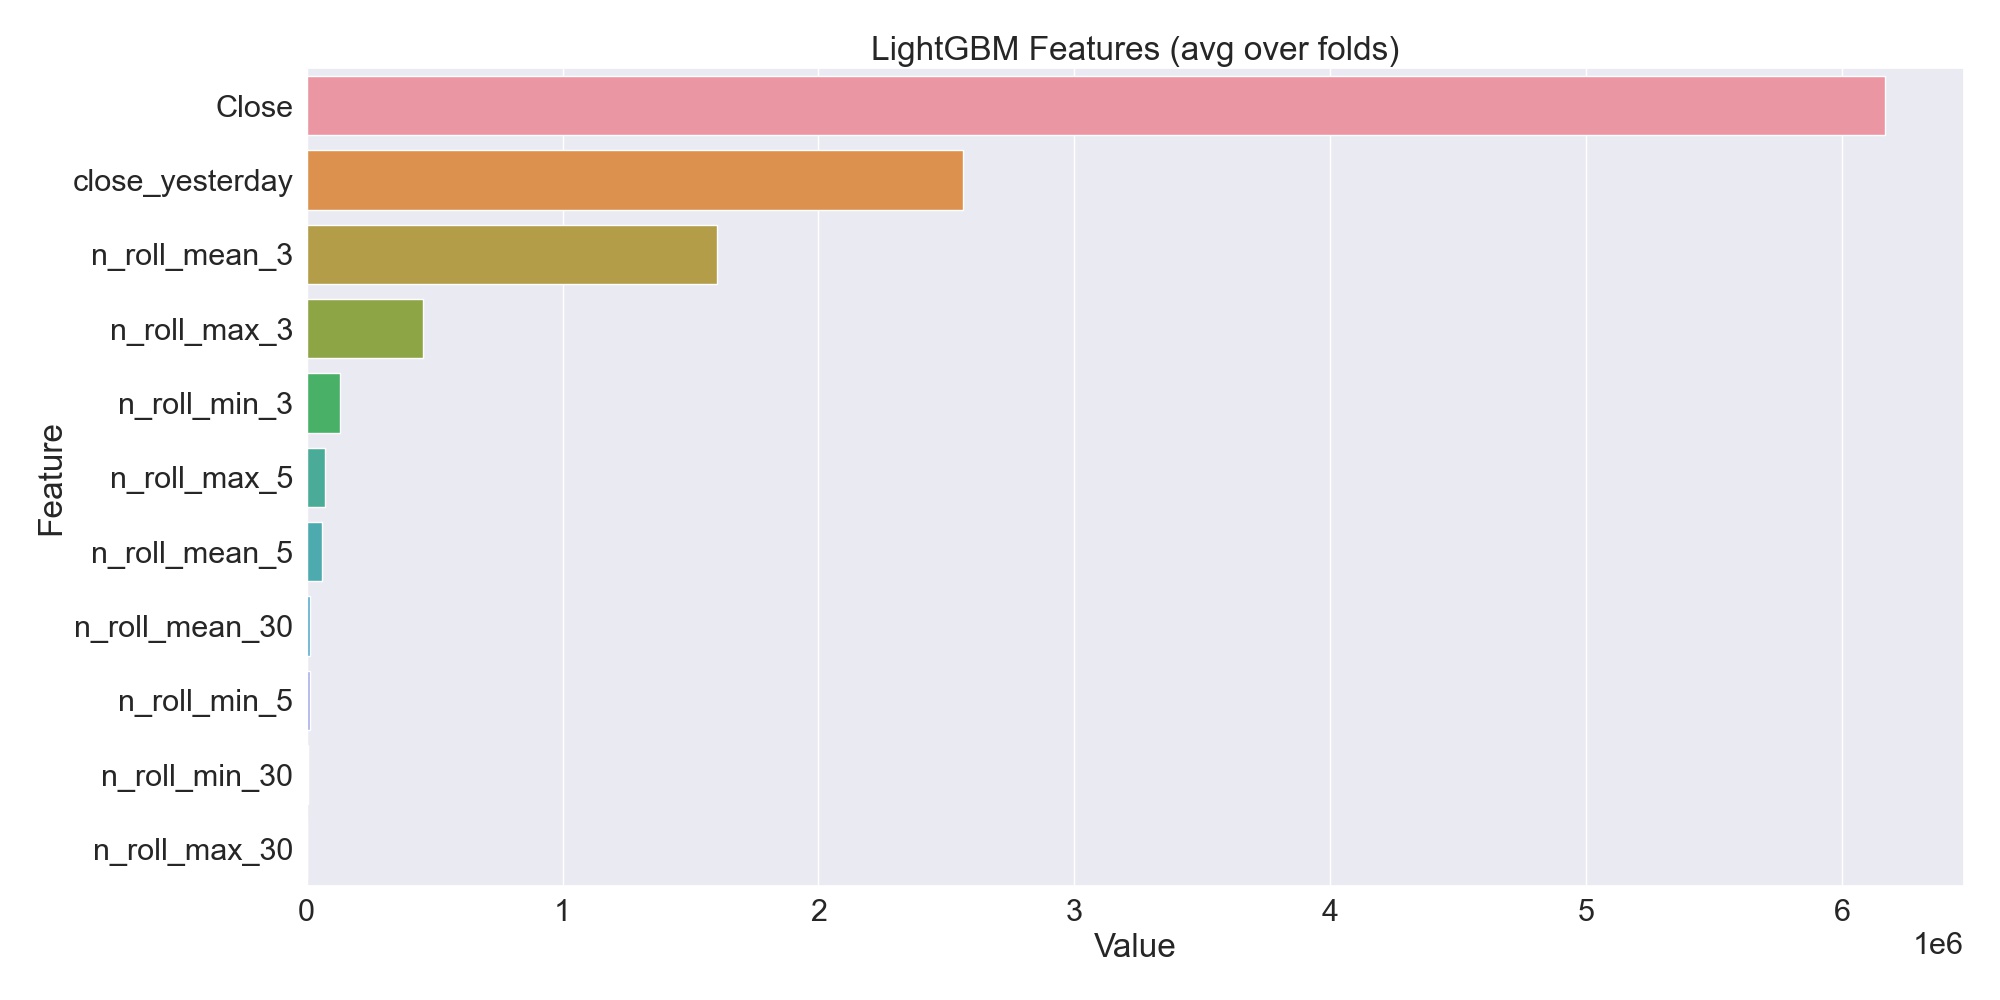 LightGBM Features (avg over folds)
Close
close_yesterday
n_roll_mean_3
n_roll_max_3
n_roll_min_3
n_roll_max_5
n_roll_mean_5
n_roll_mean_30
n_roll_min_5
n_roll_min_30
n_roll_max_30
Feature
0 1 2 3 4 5 6
Value
1e6